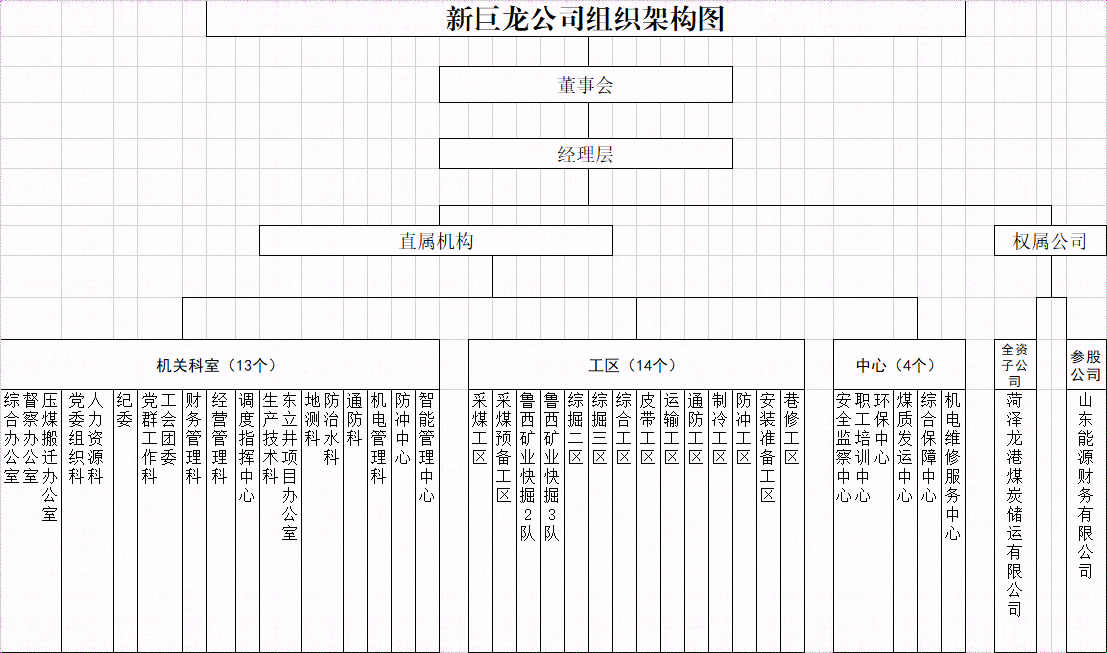 新巨龙公司组织架构图
董事会
经理层
直属机构
权属公司
机关科室（13个）
工区（14个）
中心（4个）
全资
子公
司
参股
公司
综合办公室
督察办公室
压煤搬迁办公室
党委组织科
人力资源科
纪委
党群工作科
工会团委
财务管理科
经营管理科
调度指挥中心
生产技术科
东立井项目办公室
地测科
防治水科
通防科
机电管理科
防冲中心
智能管理中心
采煤工区
采煤预备工区
鲁西矿业快掘2队
鲁西矿业快掘3队
综掘二区
综掘三区
综合工区
皮带工区
运输工区
通防工区
制冷工区
防冲工区
安装准备工区
巷修工区
安全监察中心
职工培训中心
环保中心
煤质发运中心
综合保障中心
机电维修服务中心
菏泽龙港煤炭储运有限公司
山东能源财务有限公司